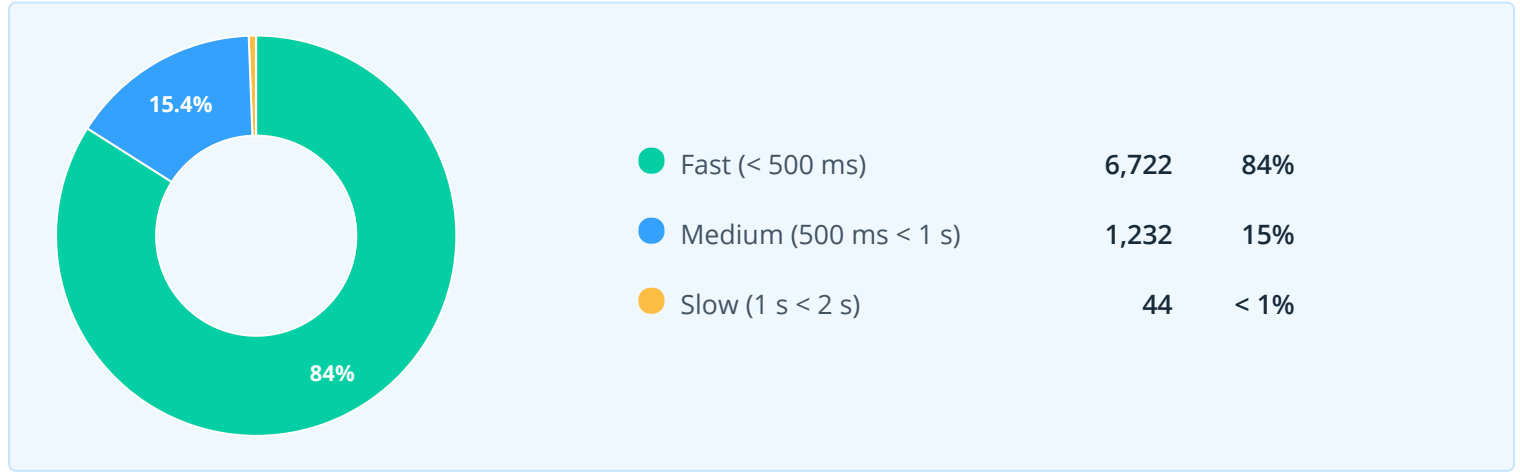 15.4%
84%
Fast (< 500 ms) 6,722 84%
Medium (500 ms < 1 s) 1,232 15%
Slow (1 s < 2 s) 44 < 1%